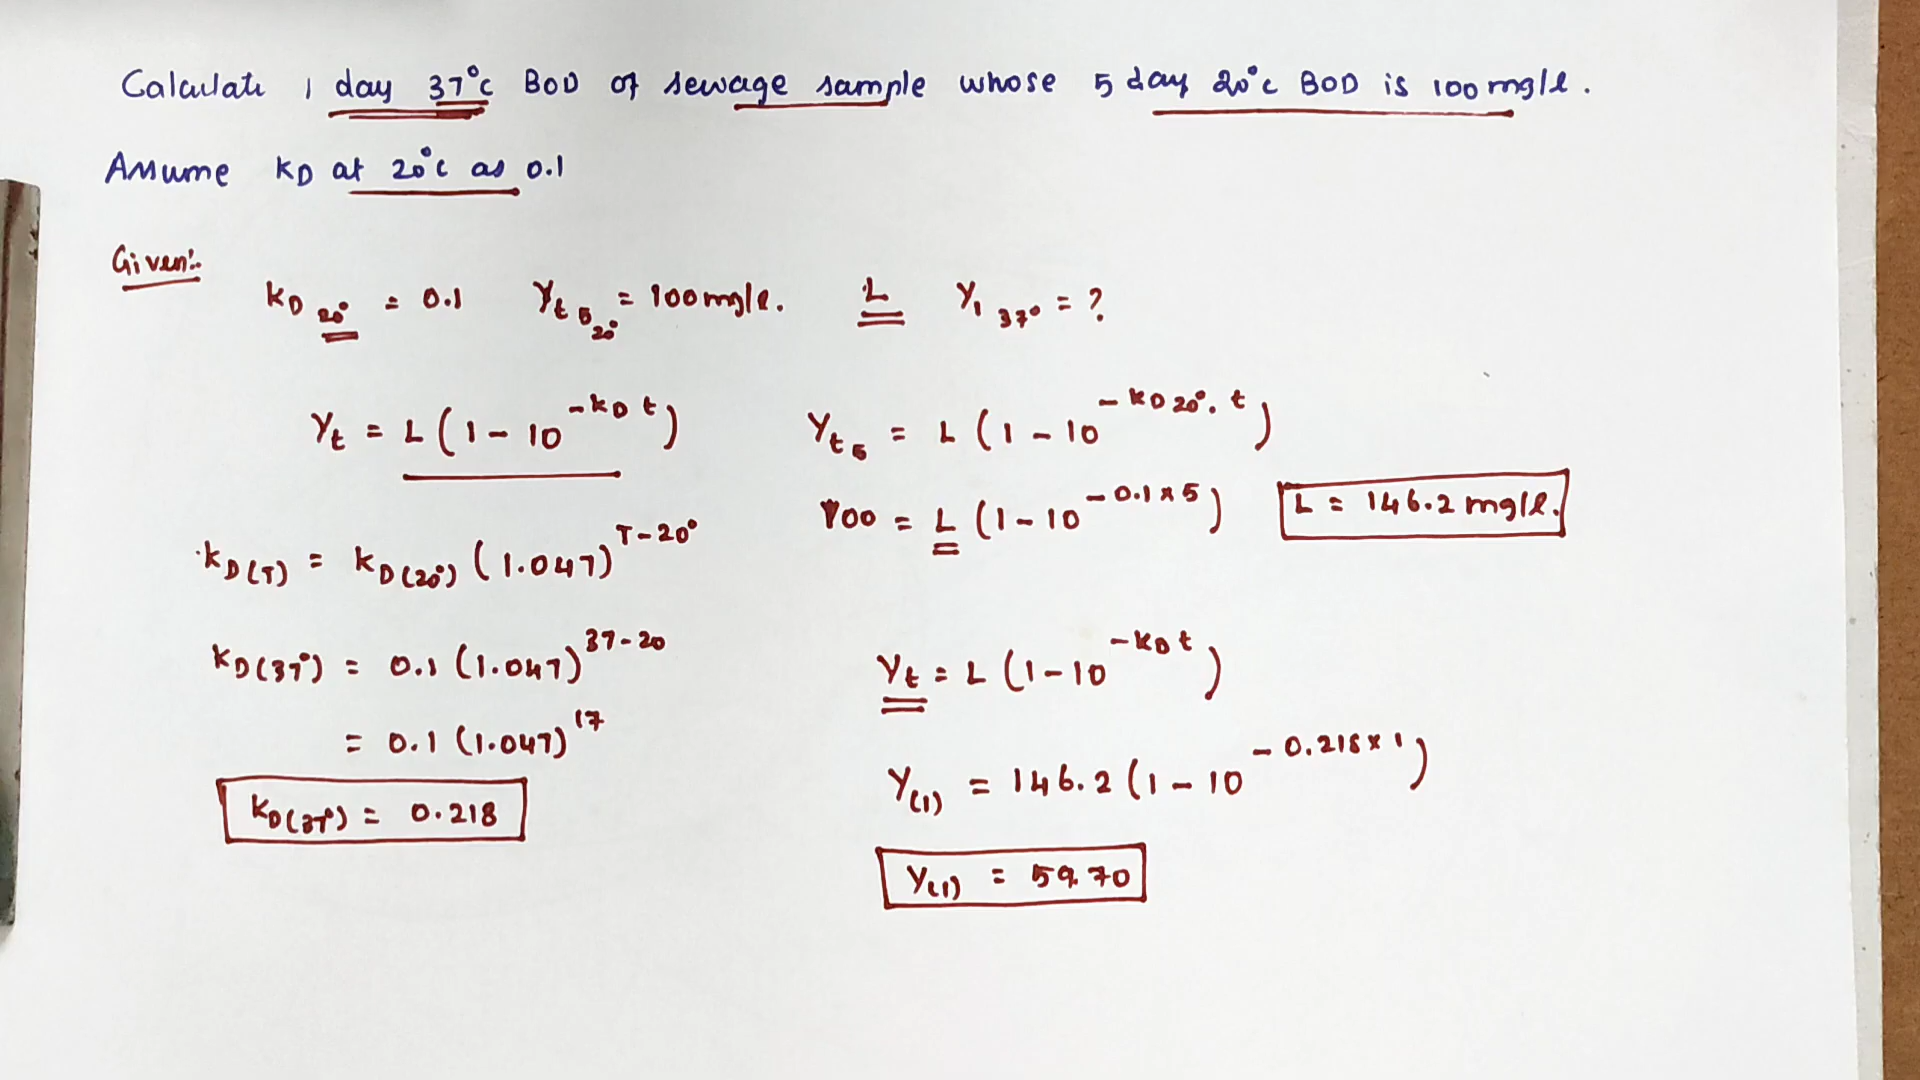 Calculate 1 day 37°c BOD of sewage sample whose 5 day 20°c BOD is 100 mg/l.
Assume KD at 20°c as 0.1
Given:-
KD 20° = 0.1 Yt 5 20° = 100 mg/l. L Y1 37° = ?
Yt = L (1 - 10^-KD t) Yt5 = L (1 - 10^-KD 20°. t)
100 = L (1 - 10^-0.1 x 5) L = 146.2 mg/l.
KD(T) = KD(20°) (1.047)^T-20°
KD(37°) = 0.1 (1.047)^37-20 Yt = L (1 - 10^-KD t)
= 0.1 (1.047)^17
Y(1) = 146.2 (1 - 10^-0.218 x 1)
KD(37°) = 0.218
Y(1) = 59.70